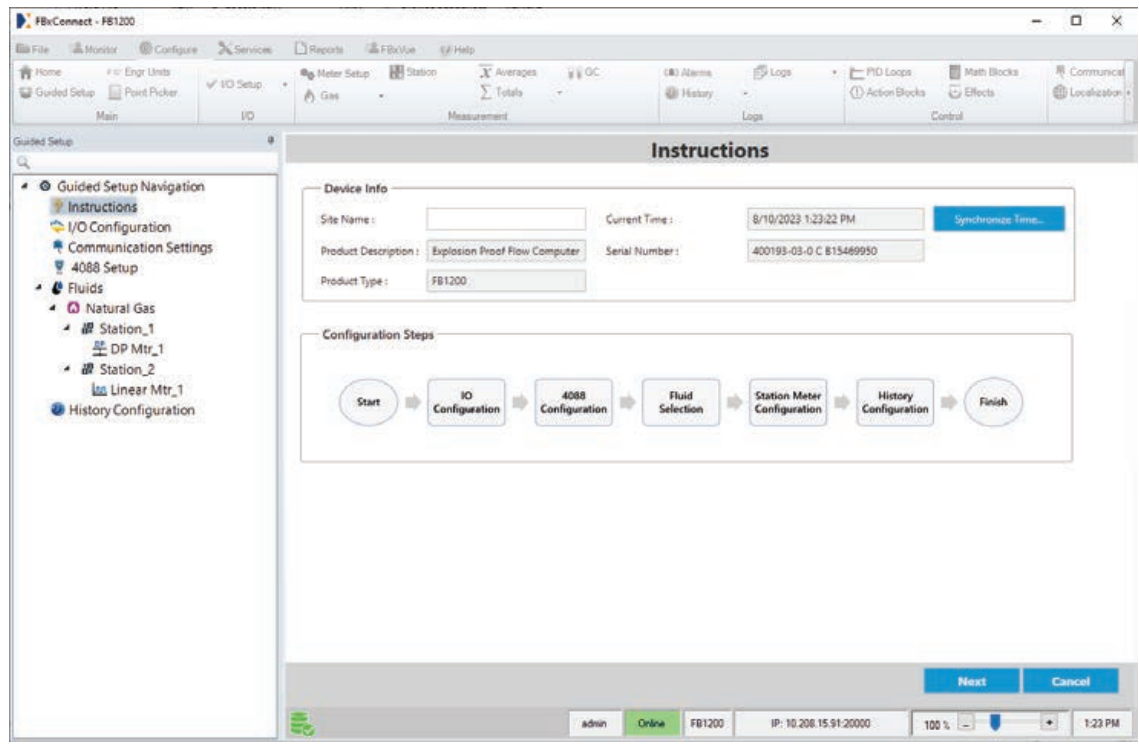 FBxConnect - FB1200
File Monitor Configure Services Reports FBxVue Help
Home Engr Units I/O Setup Meter Setup Station Averages GC Alarms Logs PID Loops Math Blocks Communicat
Guided Setup Point Picker Gas Totals History Action Blocks Effects Localization
Main I/O Measurement Logs Control
Guided Setup
Instructions
Guided Setup Navigation
Instructions
I/O Configuration
Communication Settings
4088 Setup
Fluids
Natural Gas
Station_1
DP Mtr_1
Station_2
Linear Mtr_1
History Configuration
Device Info
Site Name : Current Time : 8/10/2023 1:23:22 PM Synchronize Time...
Product Description : Explosion Proof Flow Computer Serial Number : 400193-03-0 C B15469950
Product Type : FB1200
Configuration Steps
Start
IO
Configuration
4088
Configuration
Fluid
Selection
Station Meter
Configuration
History
Configuration
Finish
Next Cancel
admin Online FB1200 IP: 10.208.15.91:20000 100 % - + 1:23 PM